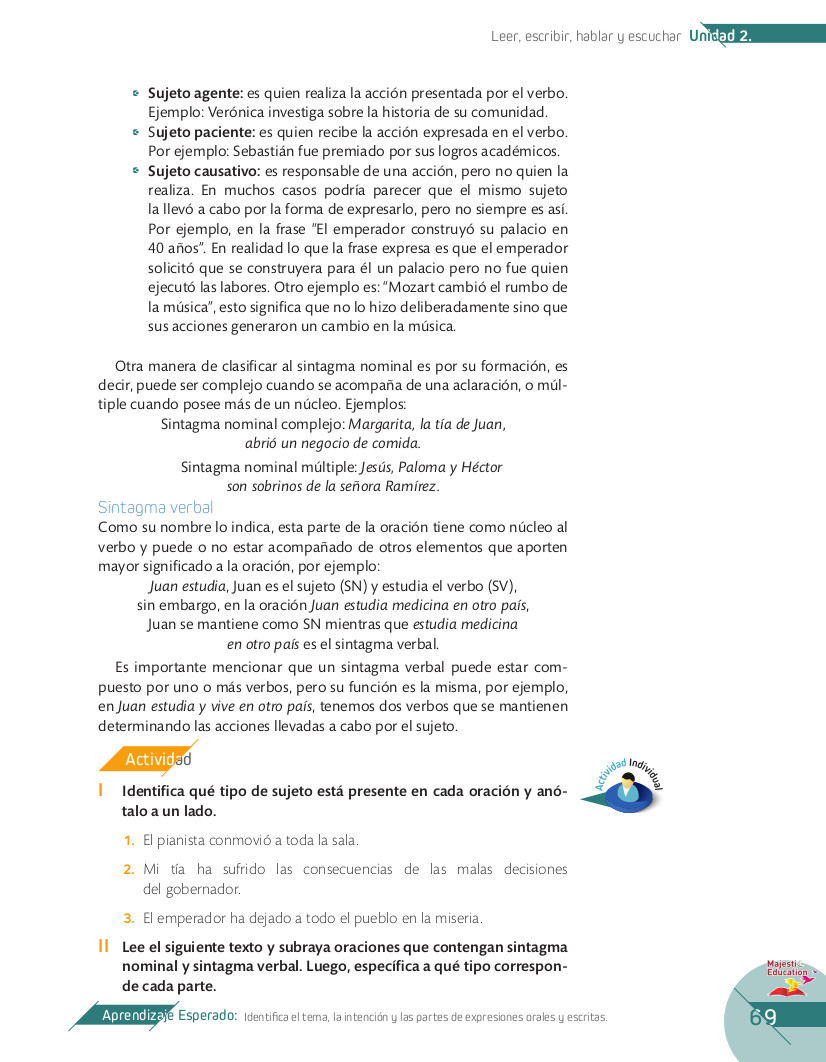 Leer, escribir, hablar y escuchar Unidad 2.
Sujeto agente: es quien realiza la acción presentada por el verbo.
Ejemplo: Verónica investiga sobre la historia de su comunidad.
Sujeto paciente: es quien recibe la acción expresada en el verbo.
Por ejemplo: Sebastián fue premiado por sus logros académicos.
Sujeto causativo: es responsable de una acción, pero no quien la
realiza. En muchos casos podría parecer que el mismo sujeto
la llevó a cabo por la forma de expresarlo, pero no siempre es así.
Por ejemplo, en la frase "El emperador construyó su palacio en
40 años". En realidad lo que la frase expresa es que el emperador
solicitó que se construyera para él un palacio pero no fue quien
ejecutó las labores. Otro ejemplo es: "Mozart cambió el rumbo de
la música", esto significa que no lo hizo deliberadamente sino que
sus acciones generaron un cambio en la música.
Otra manera de clasificar al sintagma nominal es por su formación, es
decir, puede ser complejo cuando se acompaña de una aclaración, o múl-
tiple cuando posee más de un núcleo. Ejemplos:
Sintagma nominal complejo: Margarita, la tía de Juan,
abrió un negocio de comida.
Sintagma nominal múltiple: Jesús, Paloma y Héctor
son sobrinos de la señora Ramírez.
Sintagma verbal
Como su nombre lo indica, esta parte de la oración tiene como núcleo al
verbo y puede o no estar acompañado de otros elementos que aporten
mayor significado a la oración, por ejemplo:
Juan estudia, Juan es el sujeto (SN) y estudia el verbo (SV),
sin embargo, en la oración Juan estudia medicina en otro país,
Juan se mantiene como SN mientras que estudia medicina
en otro país es el sintagma verbal.
Es importante mencionar que un sintagma verbal puede estar com-
puesto por uno o más verbos, pero su función es la misma, por ejemplo,
en Juan estudia y vive en otro país, tenemos dos verbos que se mantienen
determinando las acciones llevadas a cabo por el sujeto.
Actividad
Actividad Individual
I Identifica qué tipo de sujeto está presente en cada oración y anó-
talo a un lado.
1. El pianista conmovió a toda la sala.
2. Mi tía ha sufrido las consecuencias de las malas decisiones
del gobernador.
3. El emperador ha dejado a todo el pueblo en la miseria.
II Lee el siguiente texto y subraya oraciones que contengan sintagma
nominal y sintagma verbal. Luego, específica a qué tipo correspon-
de cada parte.
Majestic
Education
Aprendizaje Esperado: Identifica el tema, la intención y las partes de expresiones orales y escritas.
69